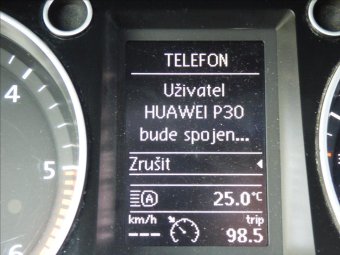 TELEFON
Uživatel
HUAWEI P30
bude spojen...
Zrušit
A 25.0°C
km/h trip
--- 98.5
4
5
6